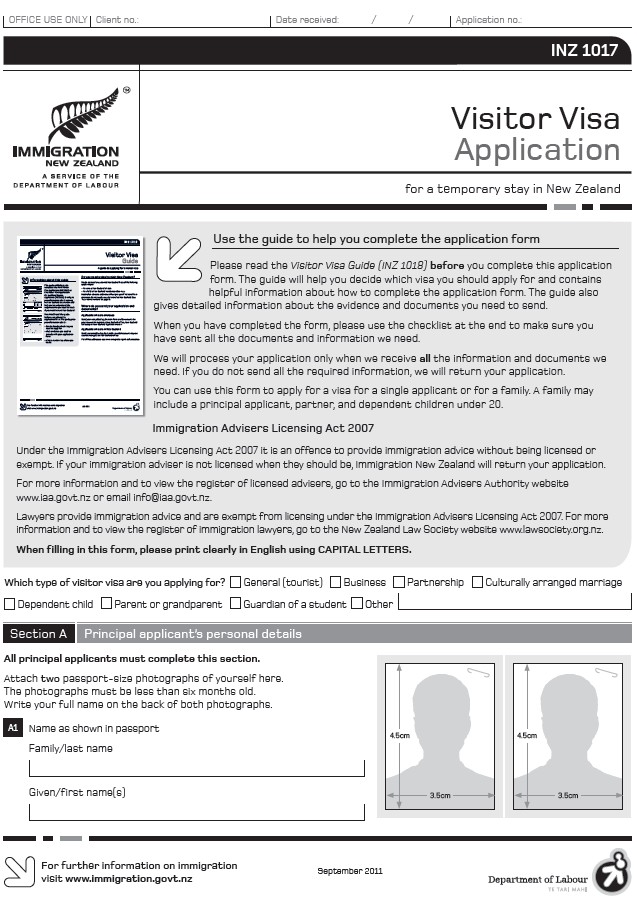 OFFICE USE ONLY Client no.: Date received: / / Application no.:
INZ 1017
IMMIGRATION
NEW ZEALAND
A SERVICE OF THE
DEPARTMENT OF LABOUR
Visitor Visa
Application
for a temporary stay in New Zealand
Visitor Visa
Guide
Use the guide to help you complete the application form
Please read the Visitor Visa Guide (INZ 1018) before you complete this application
form. The guide will help you decide which visa you should apply for and contains
helpful information about how to complete the application form. The guide also
gives detailed information about the evidence and documents you need to send.
When you have completed the form, please use the checklist at the end to make sure you
have sent all the documents and information we need.
We will process your application only when we receive all the information and documents we
need. If you do not send all the required information, we will return your application.
You can use this form to apply for a visa for a single applicant or for a family. A family may
include a principal applicant, partner, and dependent children under 20.
Immigration Advisers Licensing Act 2007
Under the Immigration Advisers Licensing Act 2007 it is an offence to provide immigration advice without being licensed or
exempt. If your immigration adviser is not licensed when they should be, Immigration New Zealand will return your application.
For more information and to view the register of licensed advisers, go to the Immigration Advisers Authority website
www.iaa.govt.nz or email info@iaa.govt.nz.
Lawyers provide immigration advice and are exempt from licensing under the Immigration Advisers Licensing Act 2007. For more
information and to view the register of immigration lawyers, go to the New Zealand Law Society website www.lawsociety.org.nz.
When filling in this form, please print clearly in English using CAPITAL LETTERS.
Which type of visitor visa are you applying for? General (tourist) Business Partnership Culturally arranged marriage
Dependent child Parent or grandparent Guardian of a student Other
Section A Principal applicant's personal details
All principal applicants must complete this section.
Attach two passport-size photographs of yourself here.
The photographs must be less than six months old.
Write your full name on the back of both photographs.
A1 Name as shown in passport
Family/last name
Given/first name(s)
4.5cm 4.5cm
3.5cm 3.5cm
For further information on immigration
visit www.immigration.govt.nz
September 2011
Department of Labour
TE TARI MAHI